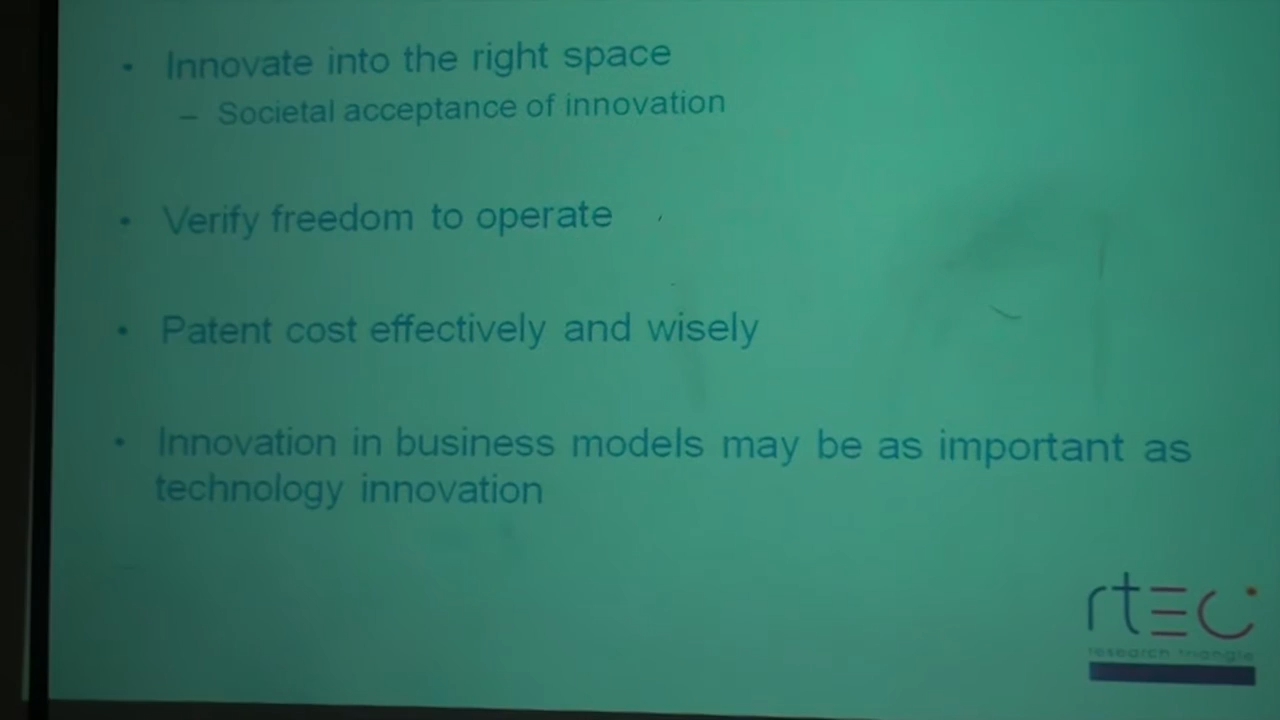 • Innovate into the right space
– Societal acceptance of innovation
• Verify freedom to operate
• Patent cost effectively and wisely
• Innovation in business models may be as important as
technology innovation
rtec
research triangle